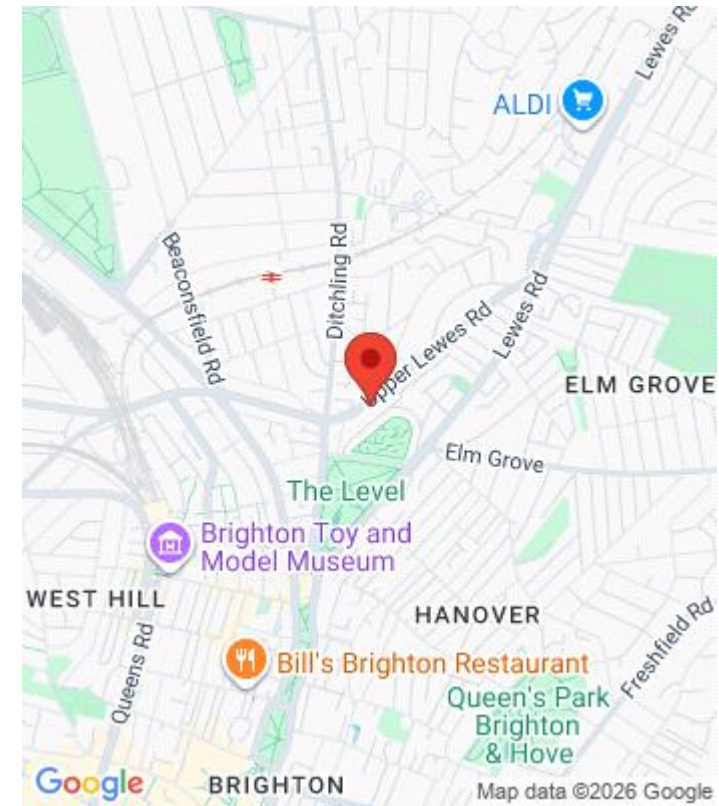 Lewes Rd
ALDI
Beaconsfield Rd
Ditchling Rd
Lewes Rd
Upper Lewes Rd
ELM GROVE
Elm Grove
The Level
Brighton Toy and
Model Museum
WEST HILL
HANOVER
Queens Rd
Freshfield Rd
Bill's Brighton Restaurant
Queen's Park
Brighton
& Hove
Google
BRIGHTON
Map data ©2026 Google